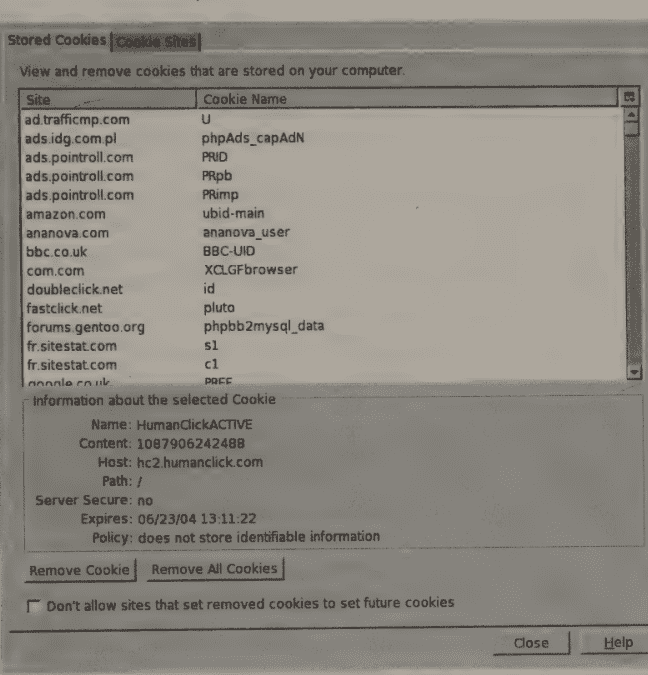 Stored Cookies Cookie Sites
View and remove cookies that are stored on your computer.
Site Cookie Name
ad.trafficmp.com U
ads.idg.com.pl phpAds_capAdN
ads.pointroll.com PRID
ads.pointroll.com PRpb
ads.pointroll.com PRimp
amazon.com ubid-main
ananova.com ananova_user
bbc.co.uk BBC-UID
com.com XCLGFbrowser
doubleclick.net id
fastclick.net pluto
forums.gentoo.org phpbb2mysql_data
fr.sitestat.com s1
fr.sitestat.com c1
google.co.uk PREF
Information about the selected Cookie
Name: HumanClickACTIVE
Content: 1087906242488
Host: hc2.humanclick.com
Path: /
Server Secure: no
Expires: 06/23/04 13:11:22
Policy: does not store identifiable information
Remove Cookie Remove All Cookies
Don't allow sites that set removed cookies to set future cookies
Close Help